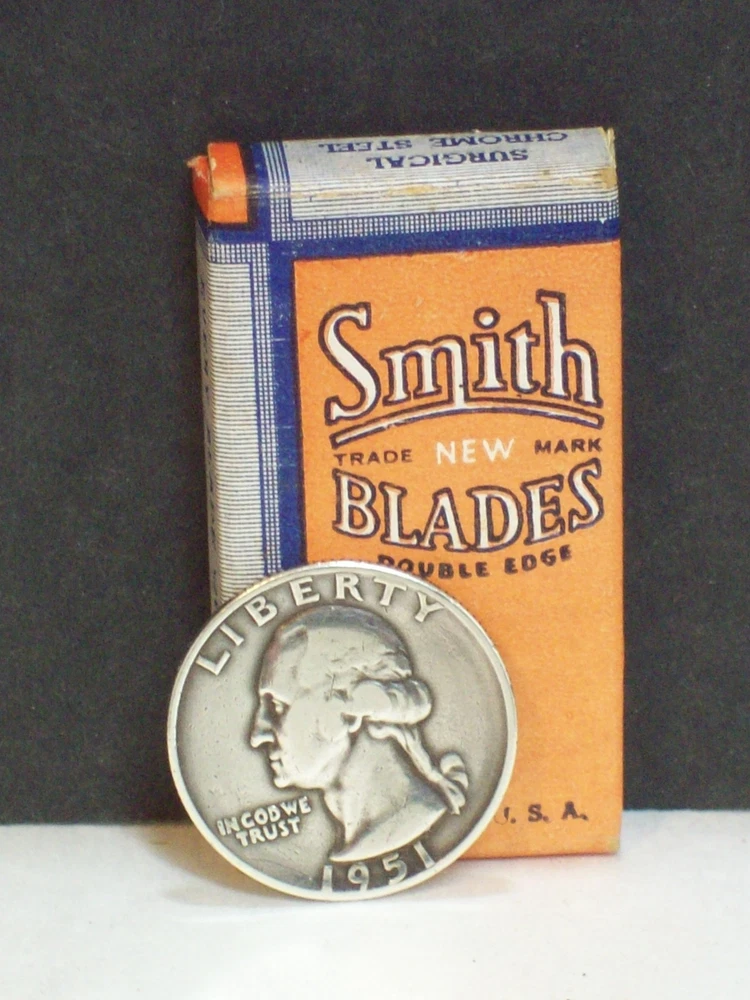 SURGICAL
CHROME STEEL
Smith
TRADE NEW MARK
BLADES
DOUBLE EDGE
U. S. A.
LIBERTY
IN GOD WE
TRUST
1951